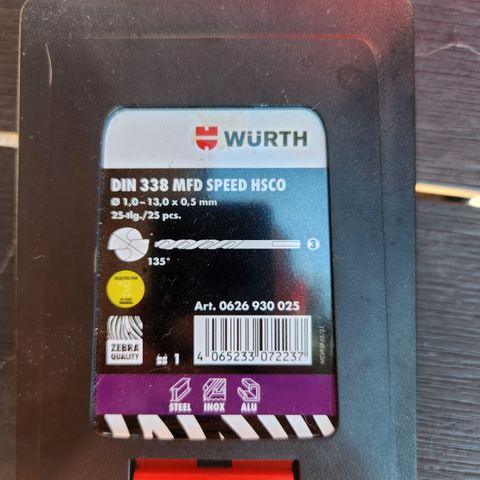 WÜRTH
DIN 338 MFD SPEED HSCO
Ø 1,0–13,0 x 0,5 mm
25-tlg./25 pcs.
3
135°
Art. 0626 930 025
ZEBRA
QUALITY
1
4 065233 072237
STEEL INOX ALU